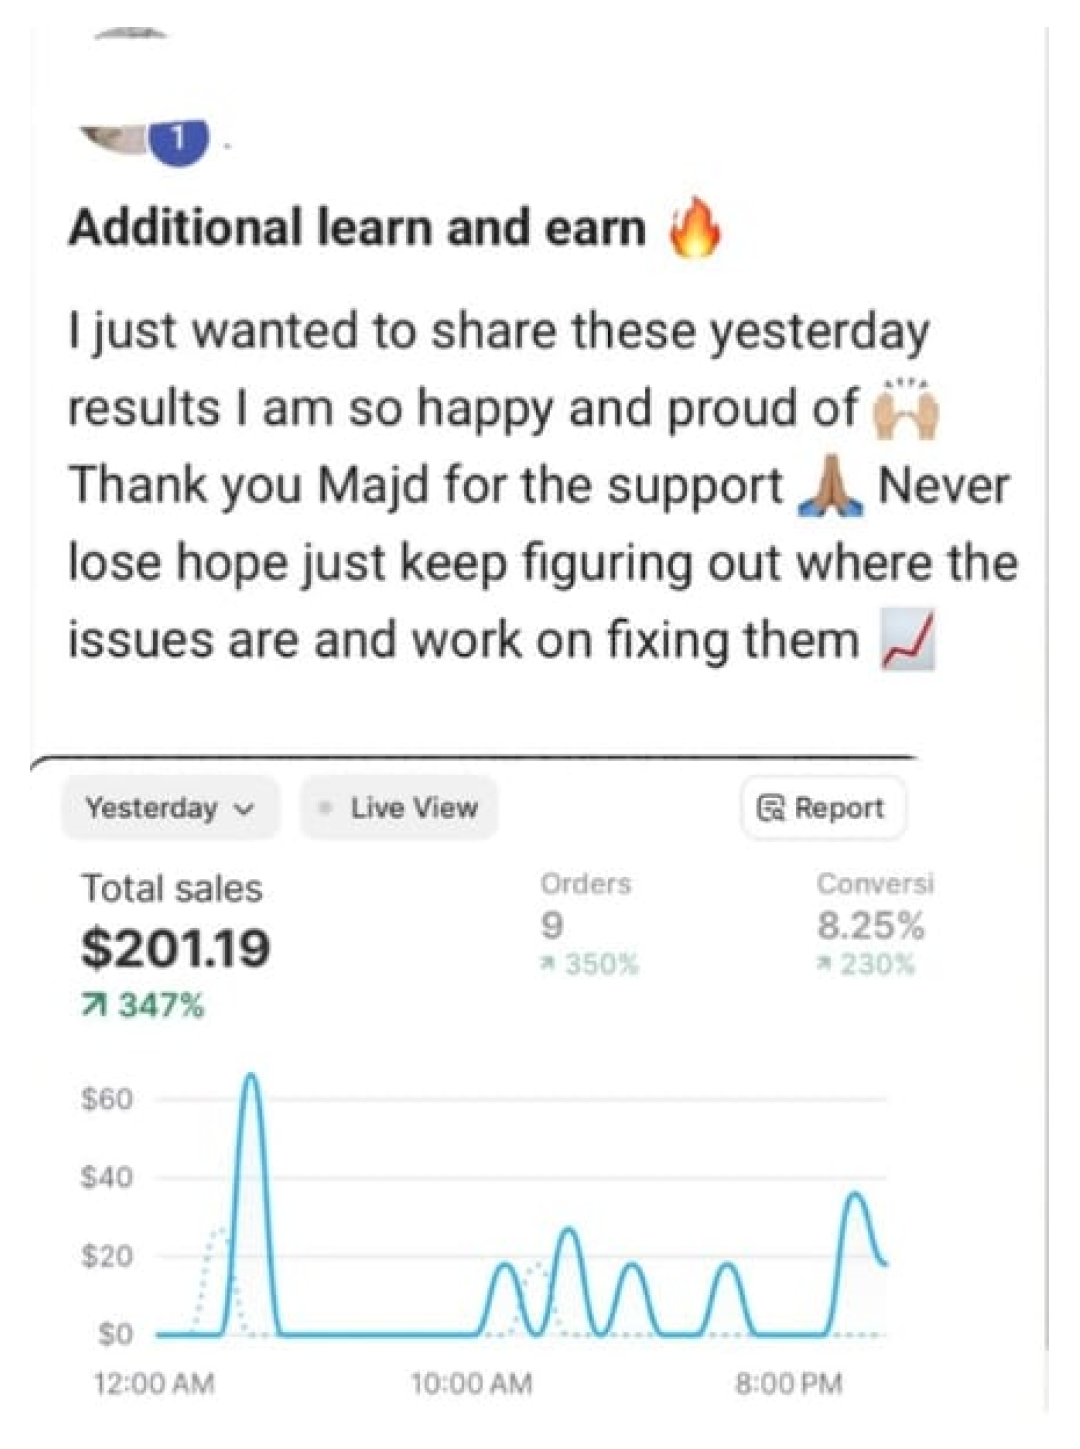 1
Additional learn and earn 🔥
I just wanted to share these yesterday
results I am so happy and proud of 🙌🏼
Thank you Majd for the support 🙏🏽 Never
lose hope just keep figuring out where the
issues are and work on fixing them 📈
Yesterday Live View Report
Total sales Orders Conversi
$201.19 9 8.25%
347% 350% 230%
$60
$40
$20
$0
12:00 AM 10:00 AM 8:00 PM